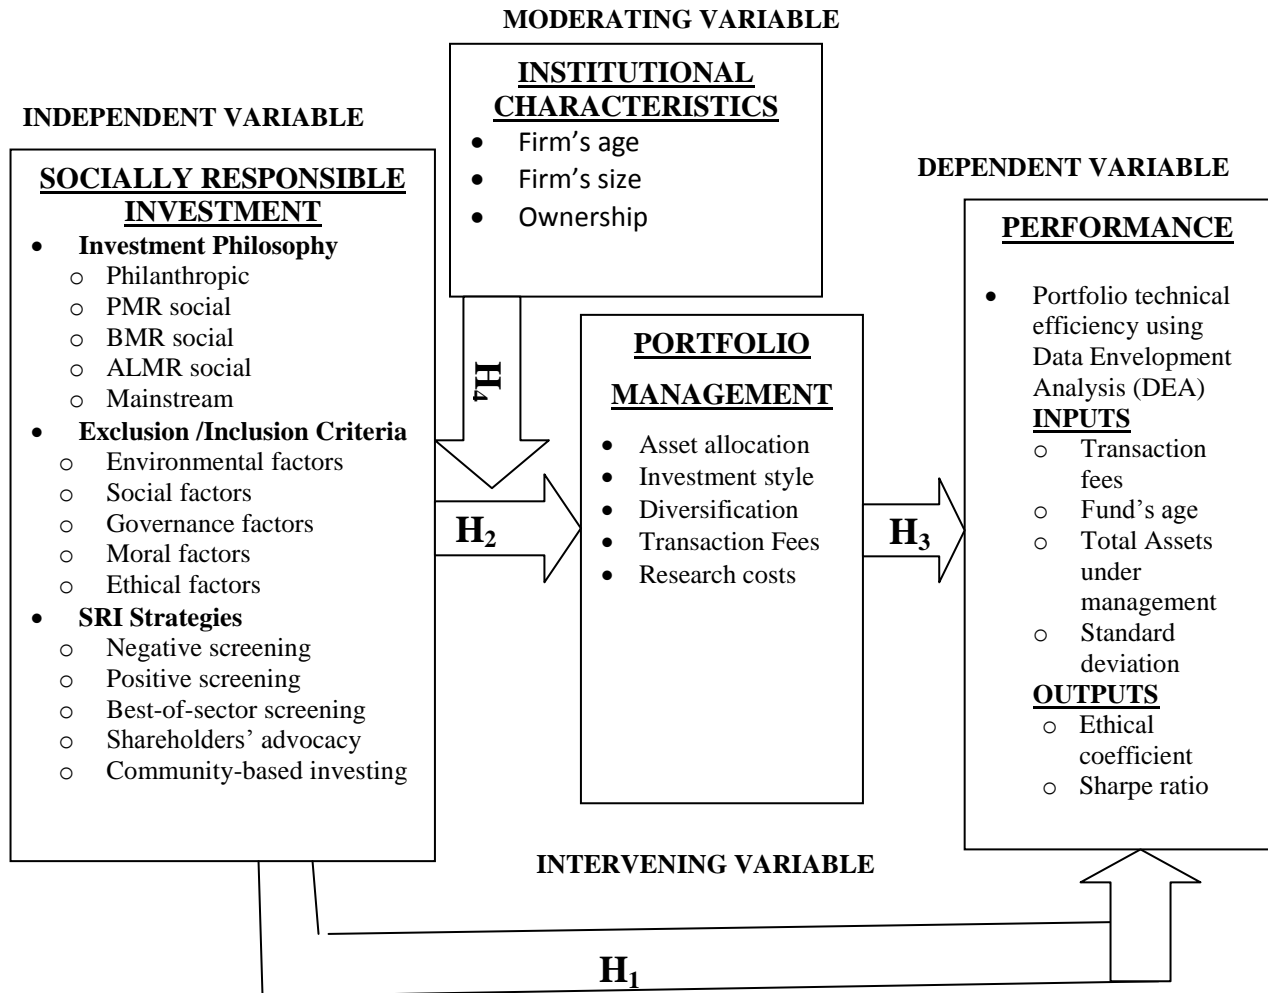 MODERATING VARIABLE
INSTITUTIONAL
CHARACTERISTICS
• Firm’s age
• Firm’s size
• Ownership
INDEPENDENT VARIABLE
SOCIALLY RESPONSIBLE
INVESTMENT
• Investment Philosophy
o Philanthropic
o PMR social
o BMR social
o ALMR social
o Mainstream
• Exclusion /Inclusion Criteria
o Environmental factors
o Social factors
o Governance factors
o Moral factors
o Ethical factors
• SRI Strategies
o Negative screening
o Positive screening
o Best-of-sector screening
o Shareholders’ advocacy
o Community-based investing
H₄
H₂
PORTFOLIO
MANAGEMENT
• Asset allocation
• Investment style
• Diversification
• Transaction Fees
• Research costs
H₃
DEPENDENT VARIABLE
PERFORMANCE
• Portfolio technical
efficiency using
Data Envelopment
Analysis (DEA)
INPUTS
o Transaction
fees
o Fund’s age
o Total Assets
under
management
o Standard
deviation
OUTPUTS
o Ethical
coefficient
o Sharpe ratio
INTERVENING VARIABLE
H₁